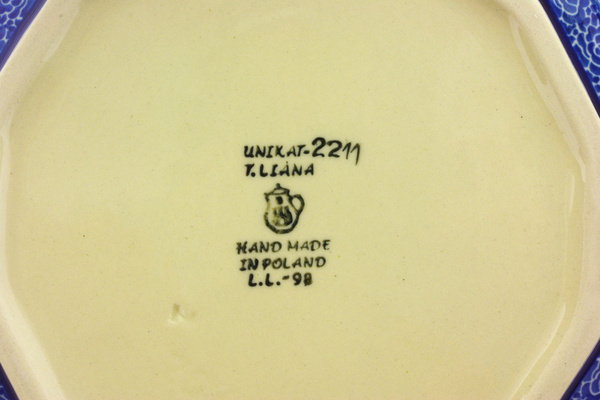 UNIKAT-2211
T.LIANA
HAND MADE
IN POLAND
L.L.-98